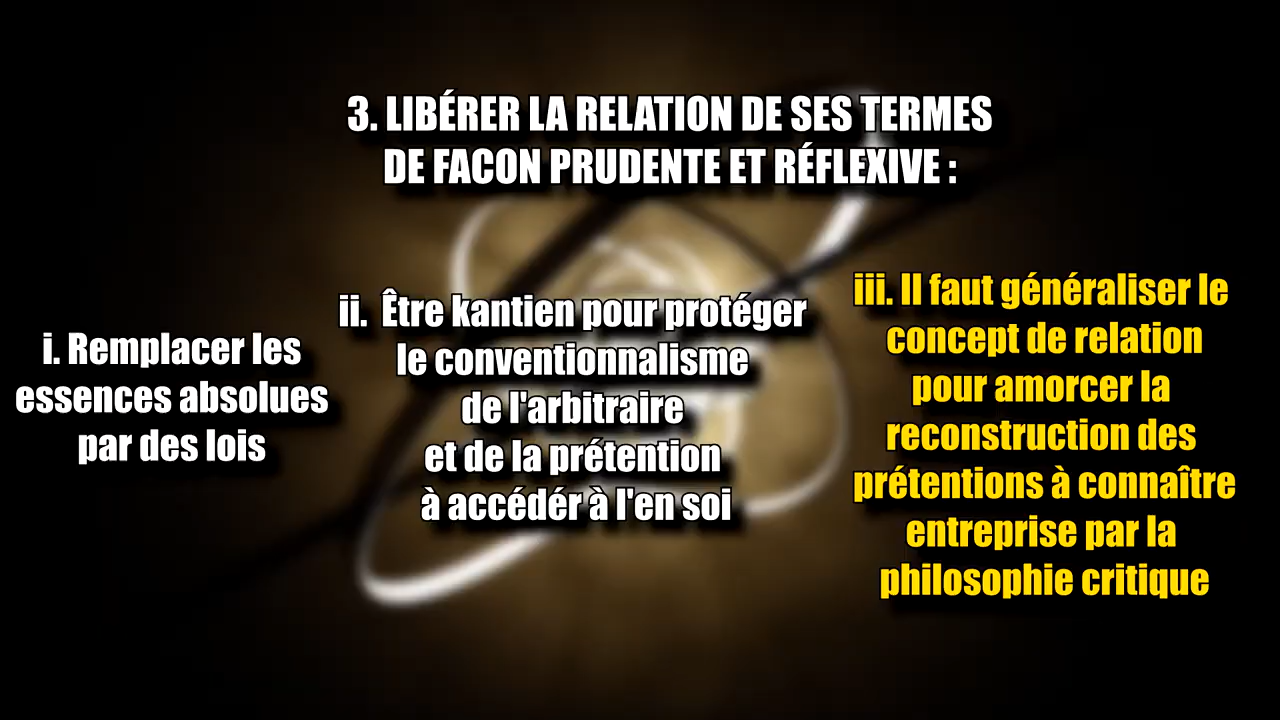 3. LIBÉRER LA RELATION DE SES TERMES
DE FACON PRUDENTE ET RÉFLEXIVE :
i. Remplacer les
essences absolues
par des lois
ii. Être kantien pour protéger
le conventionnalisme
de l'arbitraire
et de la prétention
à accédér à l'en soi
iii. Il faut généraliser le
concept de relation
pour amorcer la
reconstruction des
prétentions à connaître
entreprise par la
philosophie critique